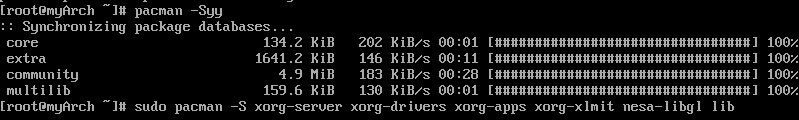 [root@myArch ~]# pacman -Syy
:: Synchronizing package databases...
core 134.2 KiB 202 KiB/s 00:01 [################################] 100%
extra 1641.2 KiB 146 KiB/s 00:11 [################################] 100%
community 4.9 MiB 183 KiB/s 00:28 [################################] 100%
multilib 159.6 KiB 130 KiB/s 00:01 [################################] 100%
[root@myArch ~]# sudo pacman -S xorg-server xorg-drivers xorg-apps xorg-xlmit nesa-libgl lib